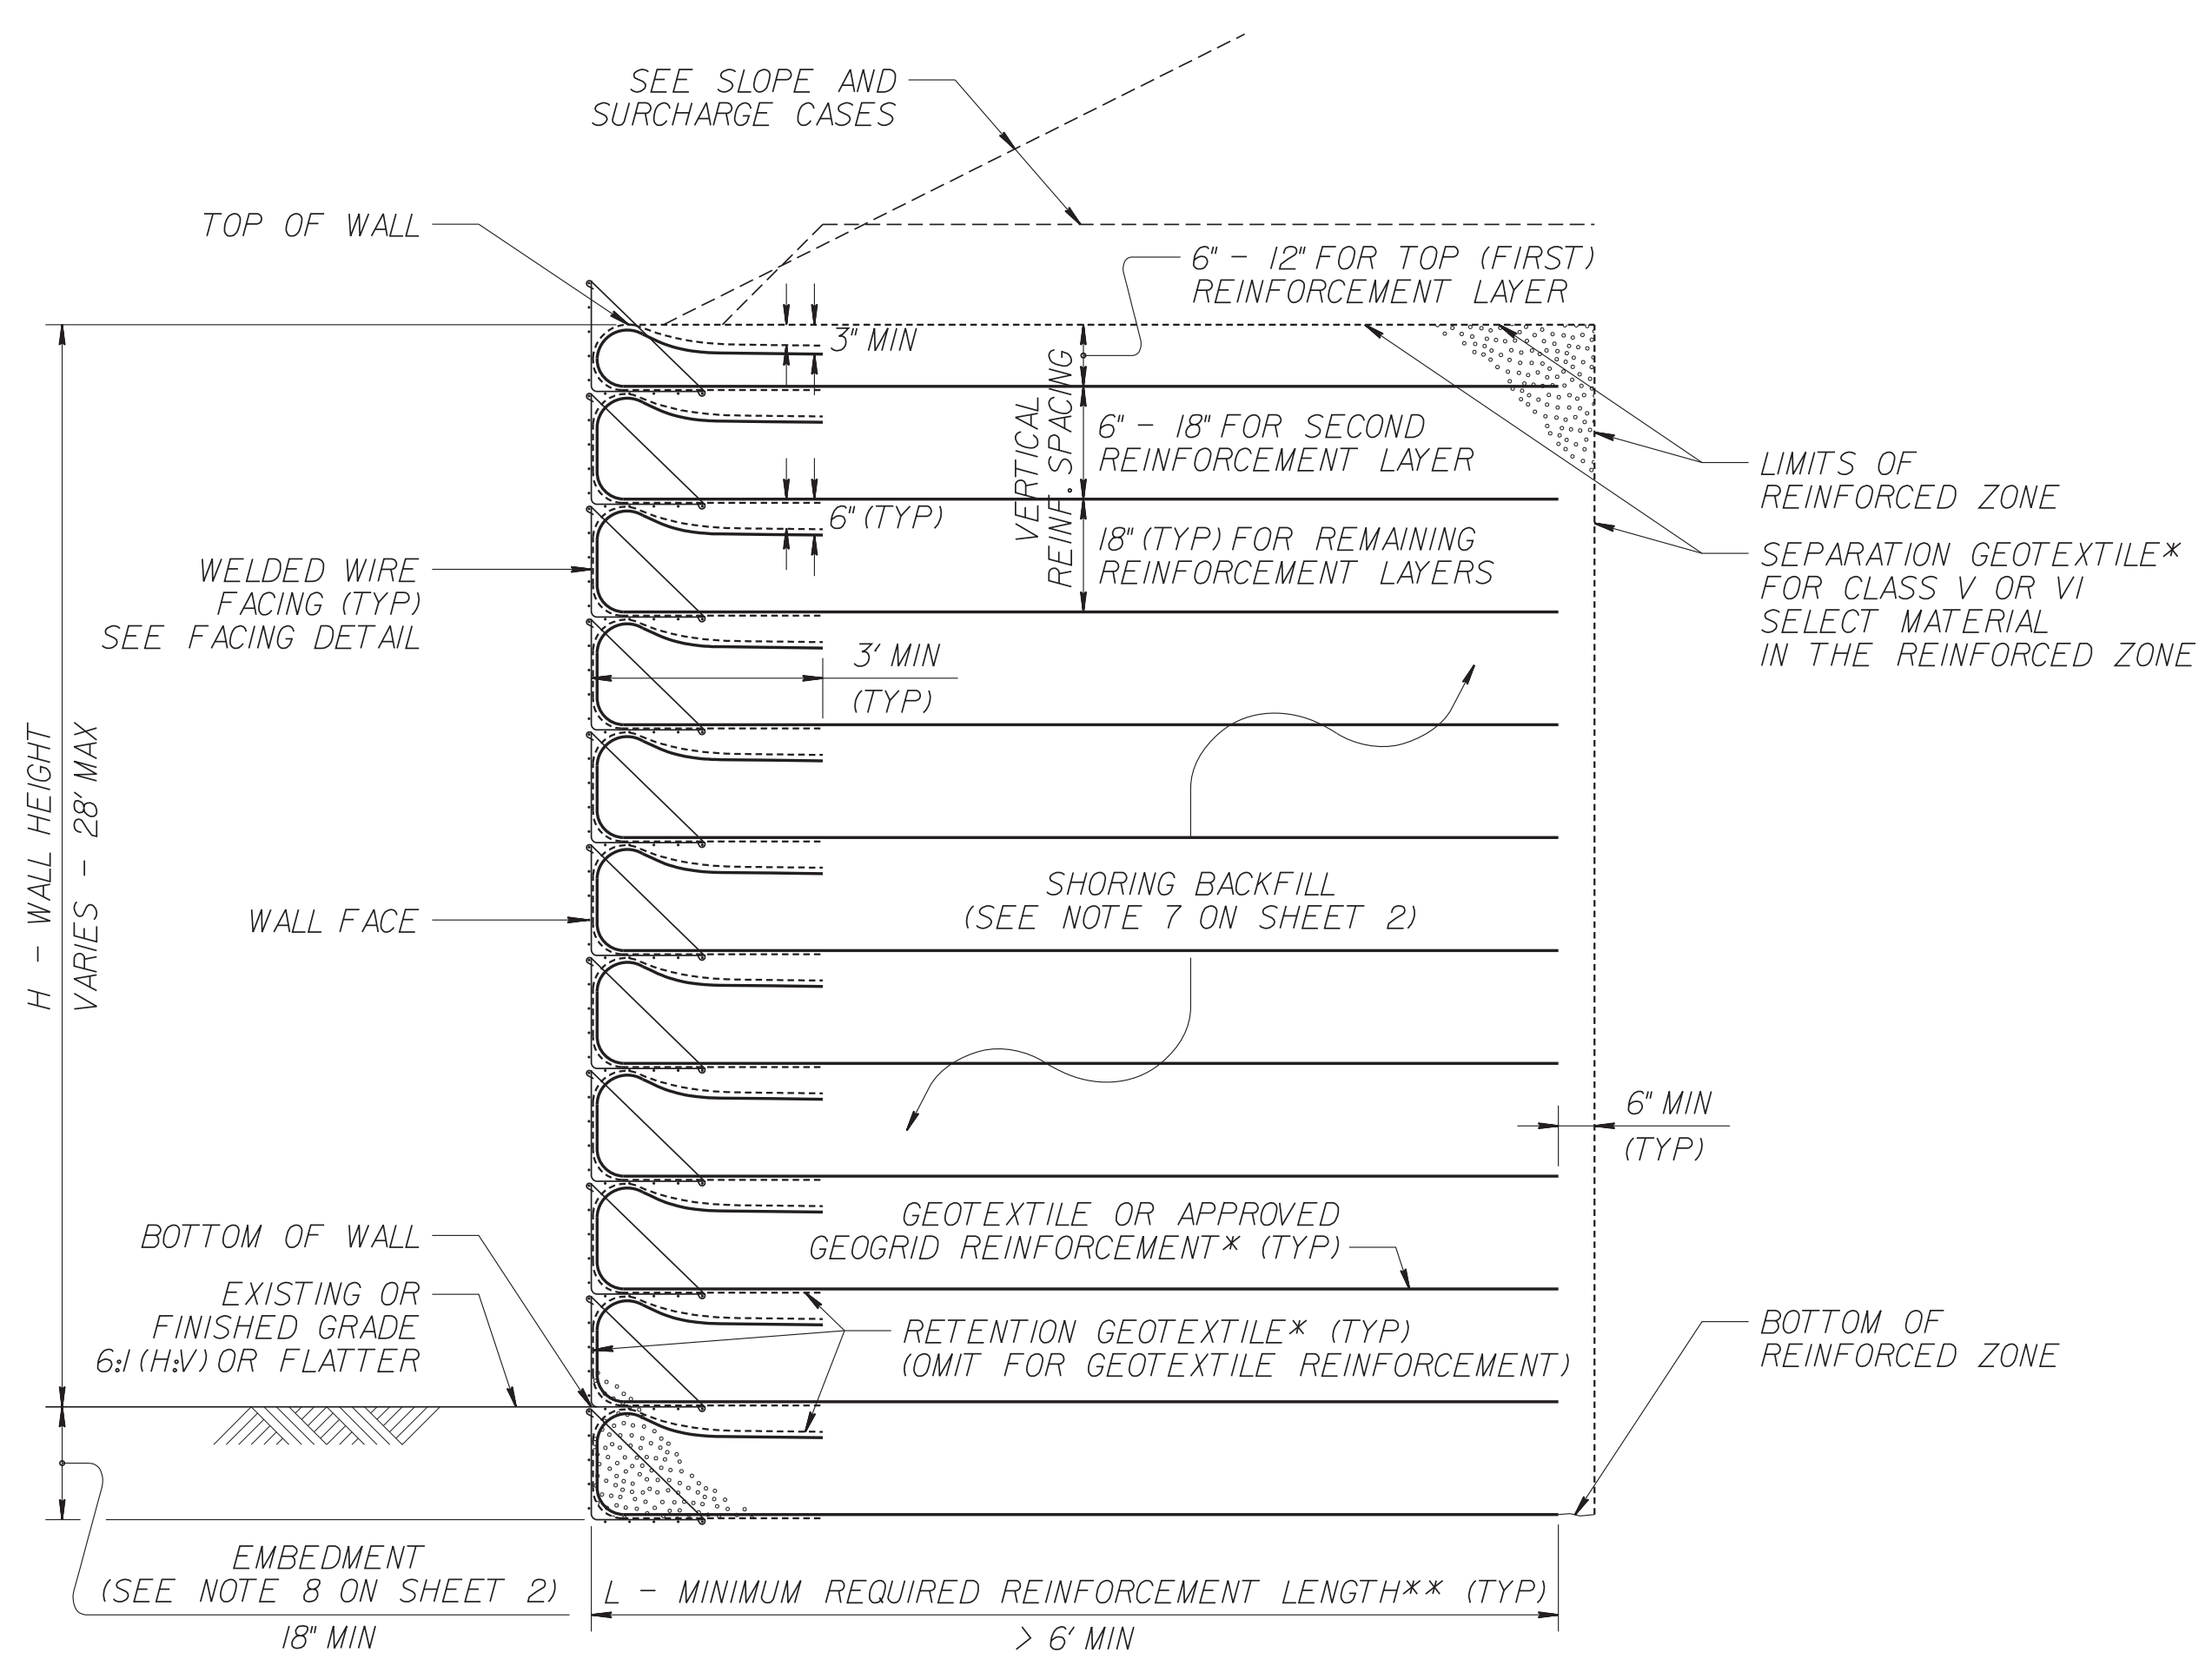 SEE SLOPE AND
SURCHARGE CASES
TOP OF WALL
6" - 12" FOR TOP (FIRST)
REINFORCEMENT LAYER
3" MIN
VERTICAL
REINF. SPACING
6" - 18" FOR SECOND
REINFORCEMENT LAYER
LIMITS OF
REINFORCED ZONE
6" (TYP)
18" (TYP) FOR REMAINING
REINFORCEMENT LAYERS
SEPARATION GEOTEXTILE*
FOR CLASS V OR VI
SELECT MATERIAL
IN THE REINFORCED ZONE
WELDED WIRE
FACING (TYP)
SEE FACING DETAIL
3' MIN
(TYP)
H - WALL HEIGHT
VARIES - 28' MAX
WALL FACE
SHORING BACKFILL
(SEE NOTE 7 ON SHEET 2)
6" MIN
(TYP)
BOTTOM OF WALL
GEOTEXTILE OR APPROVED
GEOGRID REINFORCEMENT* (TYP)
EXISTING OR
FINISHED GRADE
6:1 (H:V) OR FLATTER
RETENTION GEOTEXTILE* (TYP)
(OMIT FOR GEOTEXTILE REINFORCEMENT)
BOTTOM OF
REINFORCED ZONE
EMBEDMENT
(SEE NOTE 8 ON SHEET 2)
18" MIN
L - MINIMUM REQUIRED REINFORCEMENT LENGTH** (TYP)
> 6' MIN